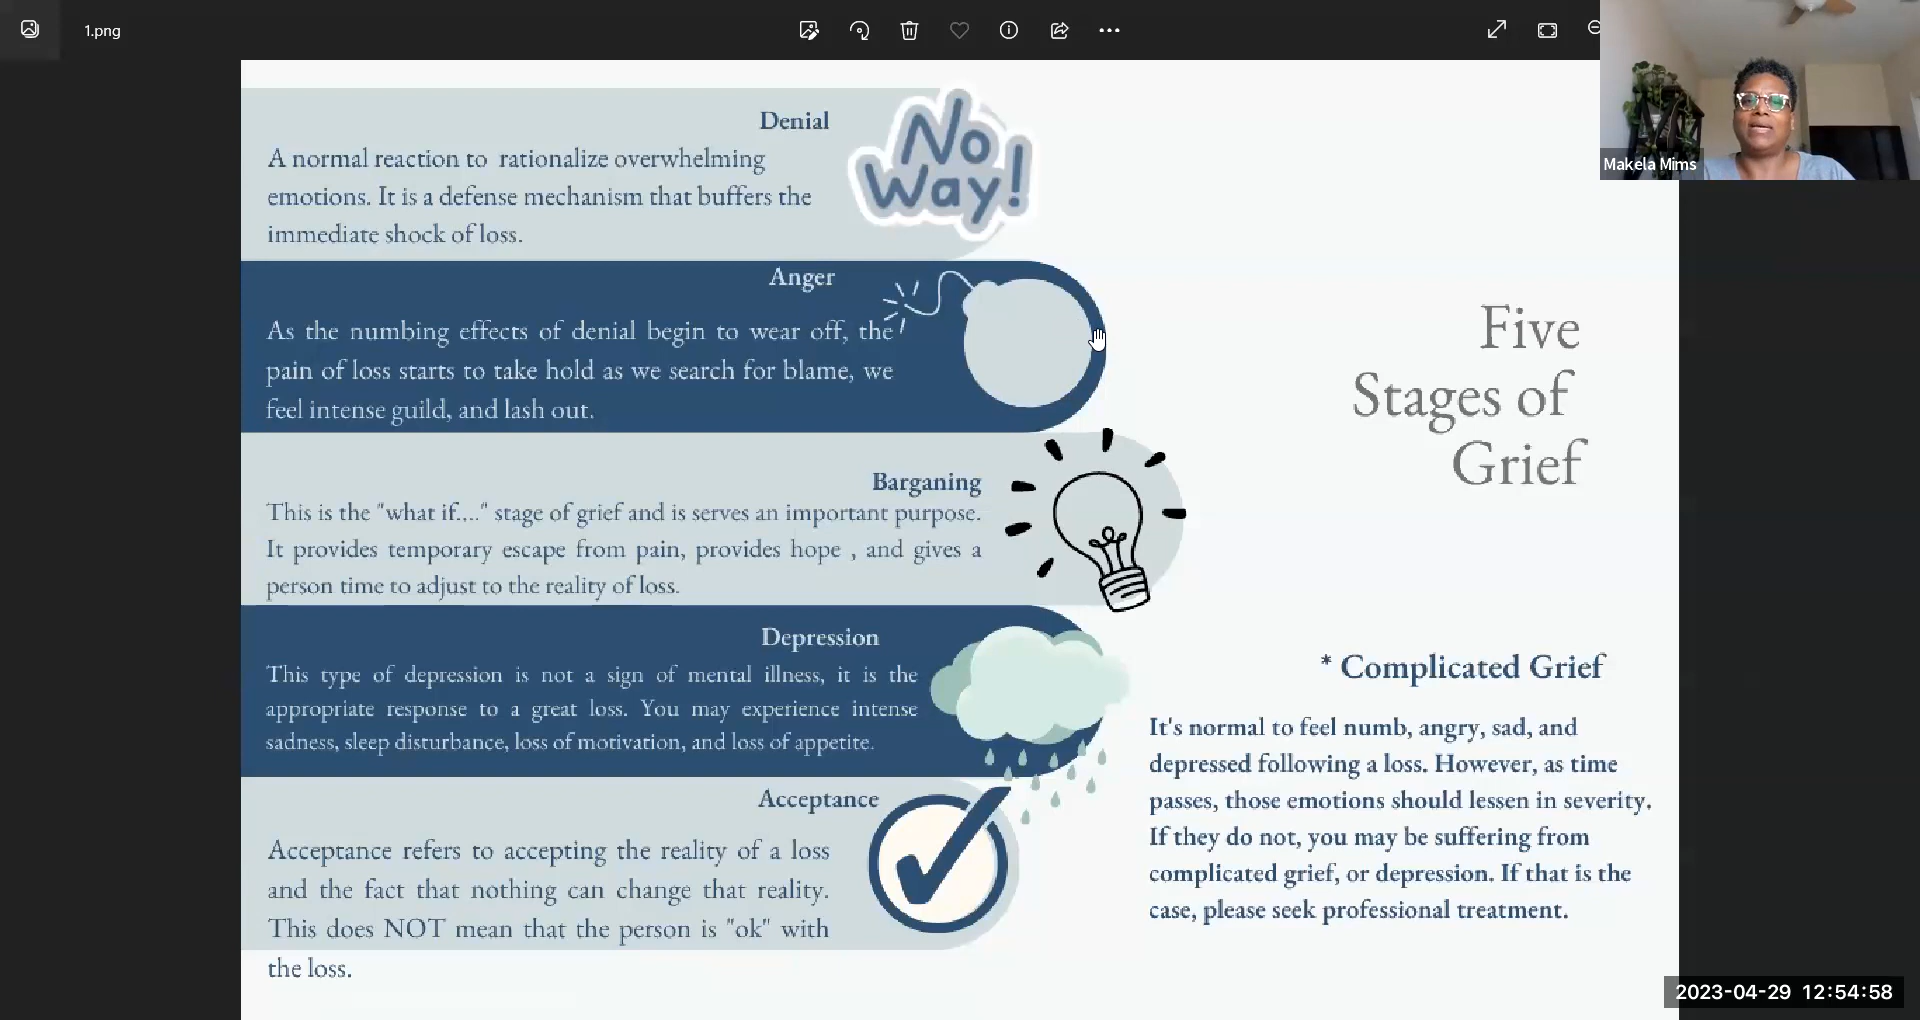 1.png
Makela Mims
Denial
No
Way!
A normal reaction to rationalize overwhelming
emotions. It is a defense mechanism that buffers the
immediate shock of loss.
Anger
As the numbing effects of denial begin to wear off, the
pain of loss starts to take hold as we search for blame, we
feel intense guild, and lash out.
Barganing
This is the "what if...." stage of grief and is serves an important purpose.
It provides temporary escape from pain, provides hope , and gives a
person time to adjust to the reality of loss.
Depression
This type of depression is not a sign of mental illness, it is the
appropriate response to a great loss. You may experience intense
sadness, sleep disturbance, loss of motivation, and loss of appetite.
Acceptance
Acceptance refers to accepting the reality of a loss
and the fact that nothing can change that reality.
This does NOT mean that the person is "ok" with
the loss.
Five
Stages of
Grief
* Complicated Grief
It's normal to feel numb, angry, sad, and
depressed following a loss. However, as time
passes, those emotions should lessen in severity.
If they do not, you may be suffering from
complicated grief, or depression. If that is the
case, please seek professional treatment.
2023-04-29 12:54:58